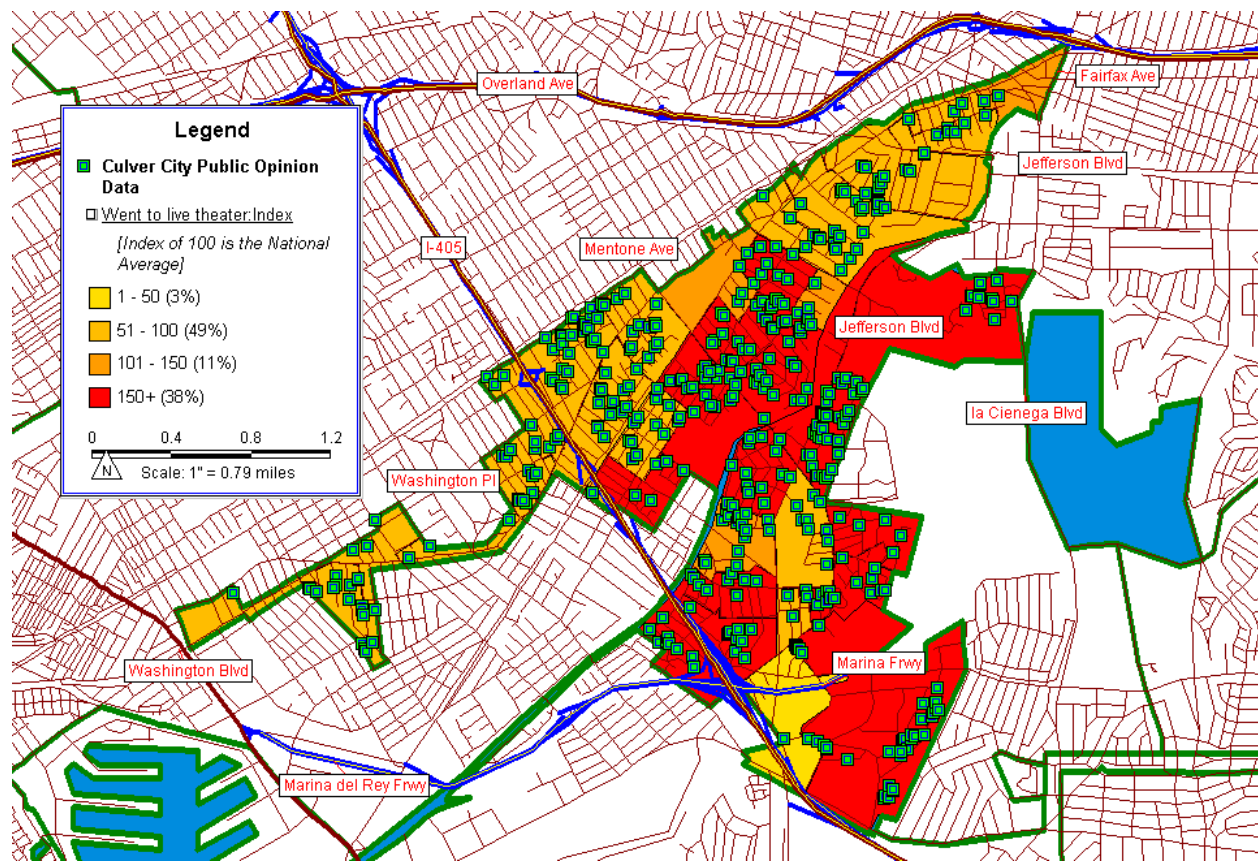 Fairfax Ave
Overland Ave
Legend
Culver City Public Opinion
Data
Went to live theater:Index
[Index of 100 is the National
Average]
1 - 50 (3%)
51 - 100 (49%)
101 - 150 (11%)
150+ (38%)
0 0.4 0.8 1.2
N
Scale: 1" = 0.79 miles
Jefferson Blvd
I-405
Mentone Ave
Jefferson Blvd
la Cienega Blvd
Washington Pl
Washington Blvd
Marina Frwy
Marina del Rey Frwy